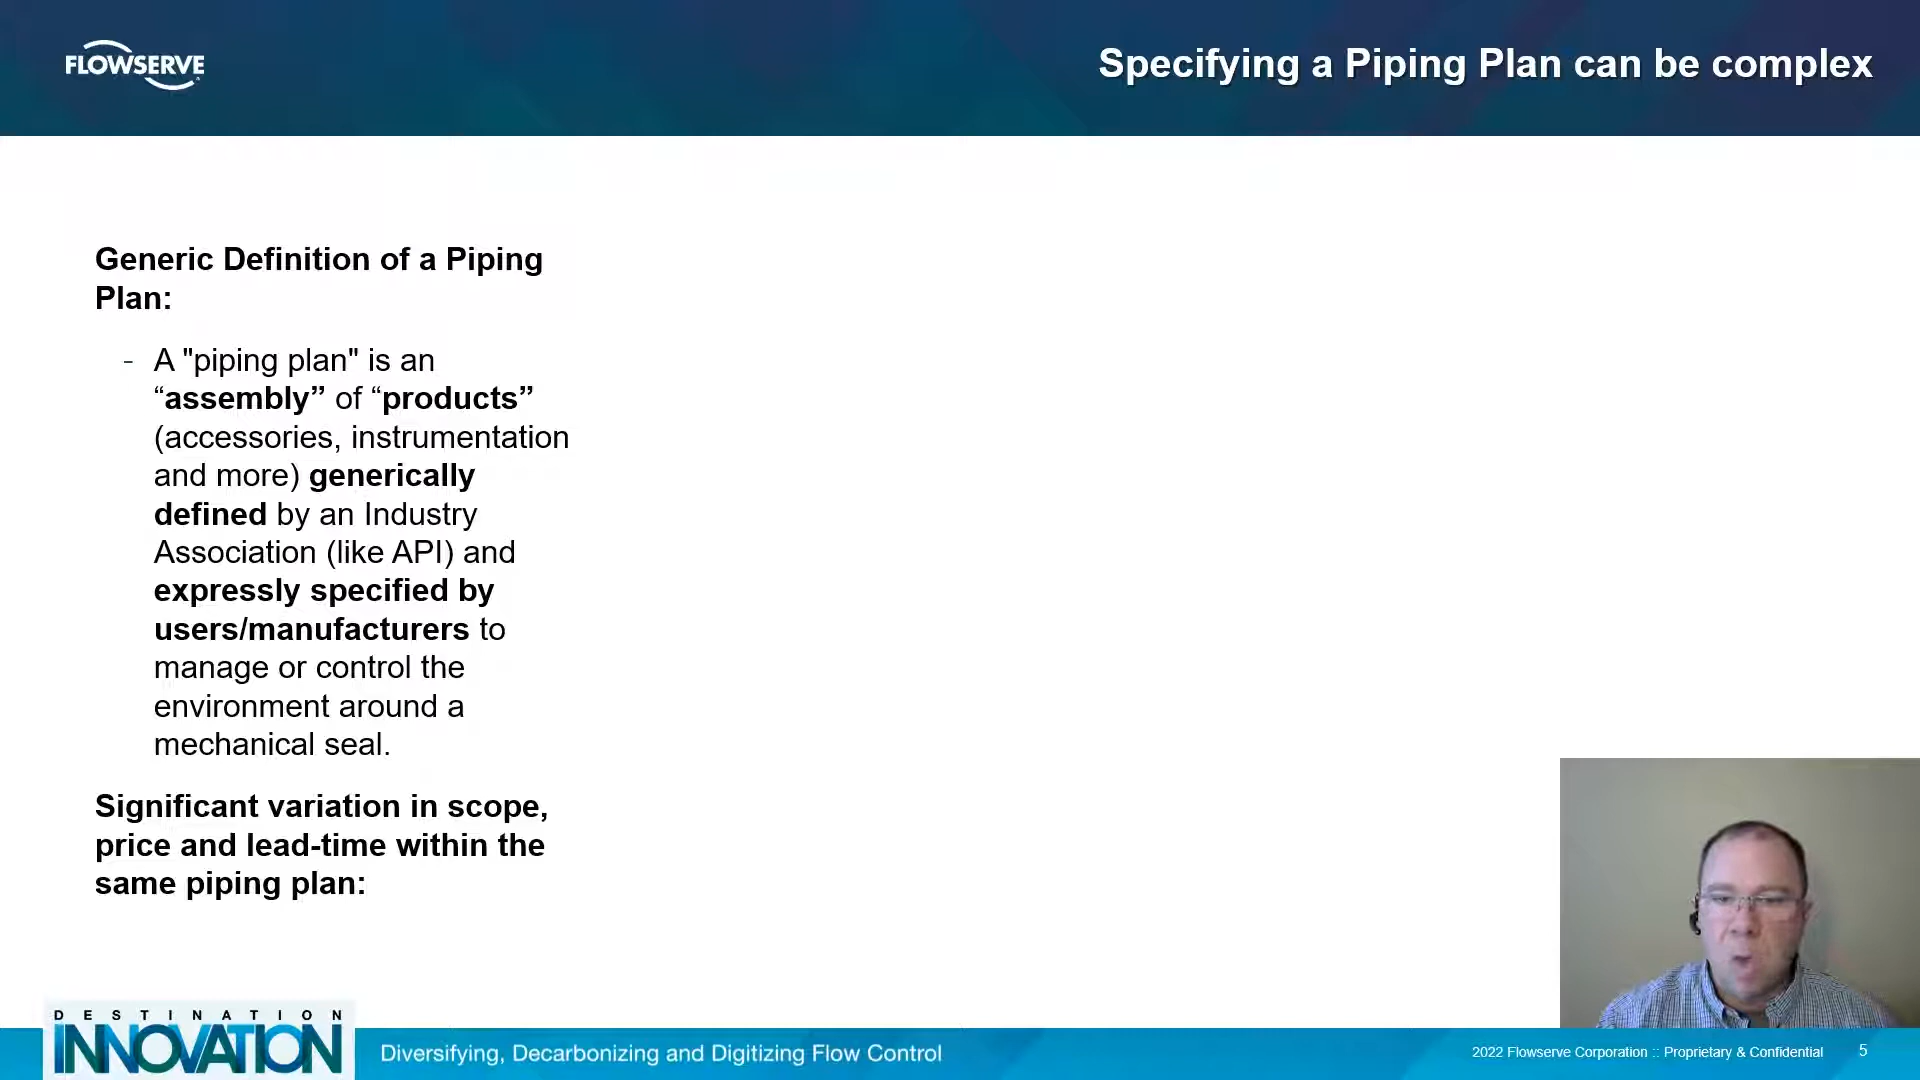 FLOWSERVE
Specifying a Piping Plan can be complex
Generic Definition of a Piping
Plan:
- A "piping plan" is an
“assembly” of “products”
(accessories, instrumentation
and more) generically
defined by an Industry
Association (like API) and
expressly specified by
users/manufacturers to
manage or control the
environment around a
mechanical seal.
Significant variation in scope,
price and lead-time within the
same piping plan:
DESTINATION
INNOVATION
Diversifying, Decarbonizing and Digitizing Flow Control
2022 Flowserve Corporation :: Proprietary & Confidential
5